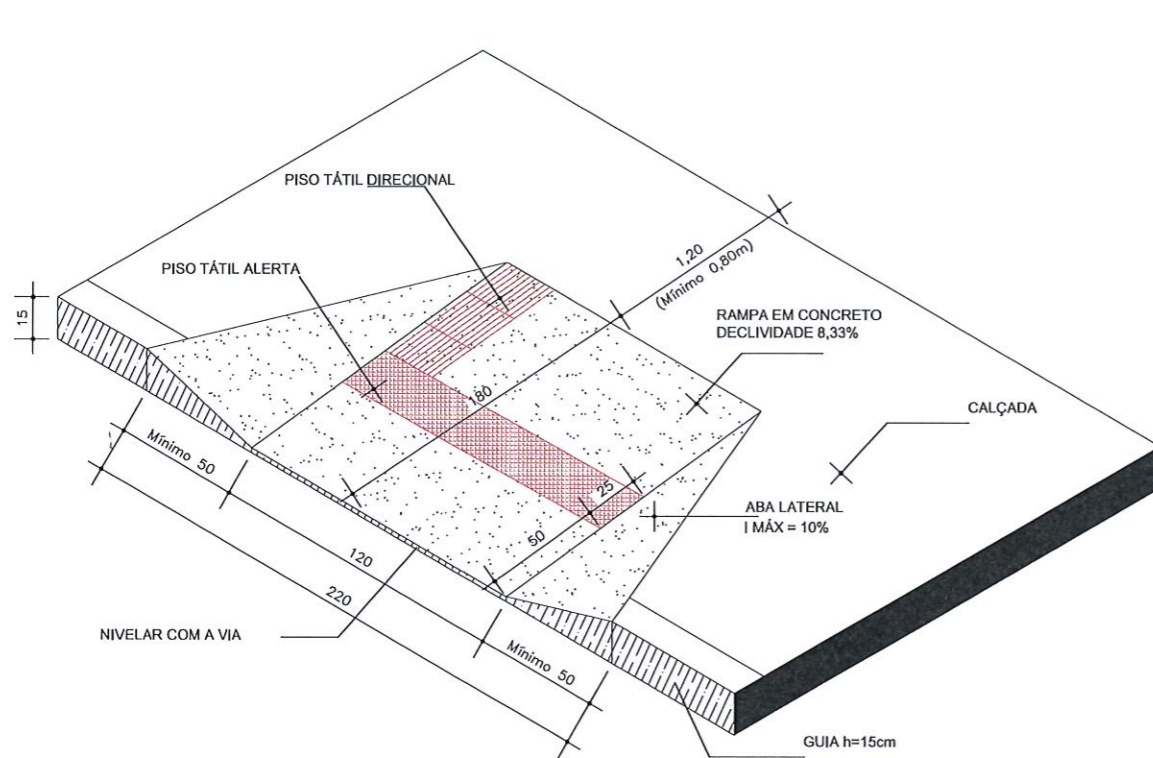 PISO TÁTIL DIRECIONAL
PISO TÁTIL ALERTA
1,20
(Mínimo 0,80m)
15
RAMPA EM CONCRETO
DECLIVIDADE 8,33%
180
CALÇADA
Mínimo 50
25
ABA LATERAL
I MÁX = 10%
50
120
220
NIVELAR COM A VIA
Mínimo 50
GUIA h=15cm